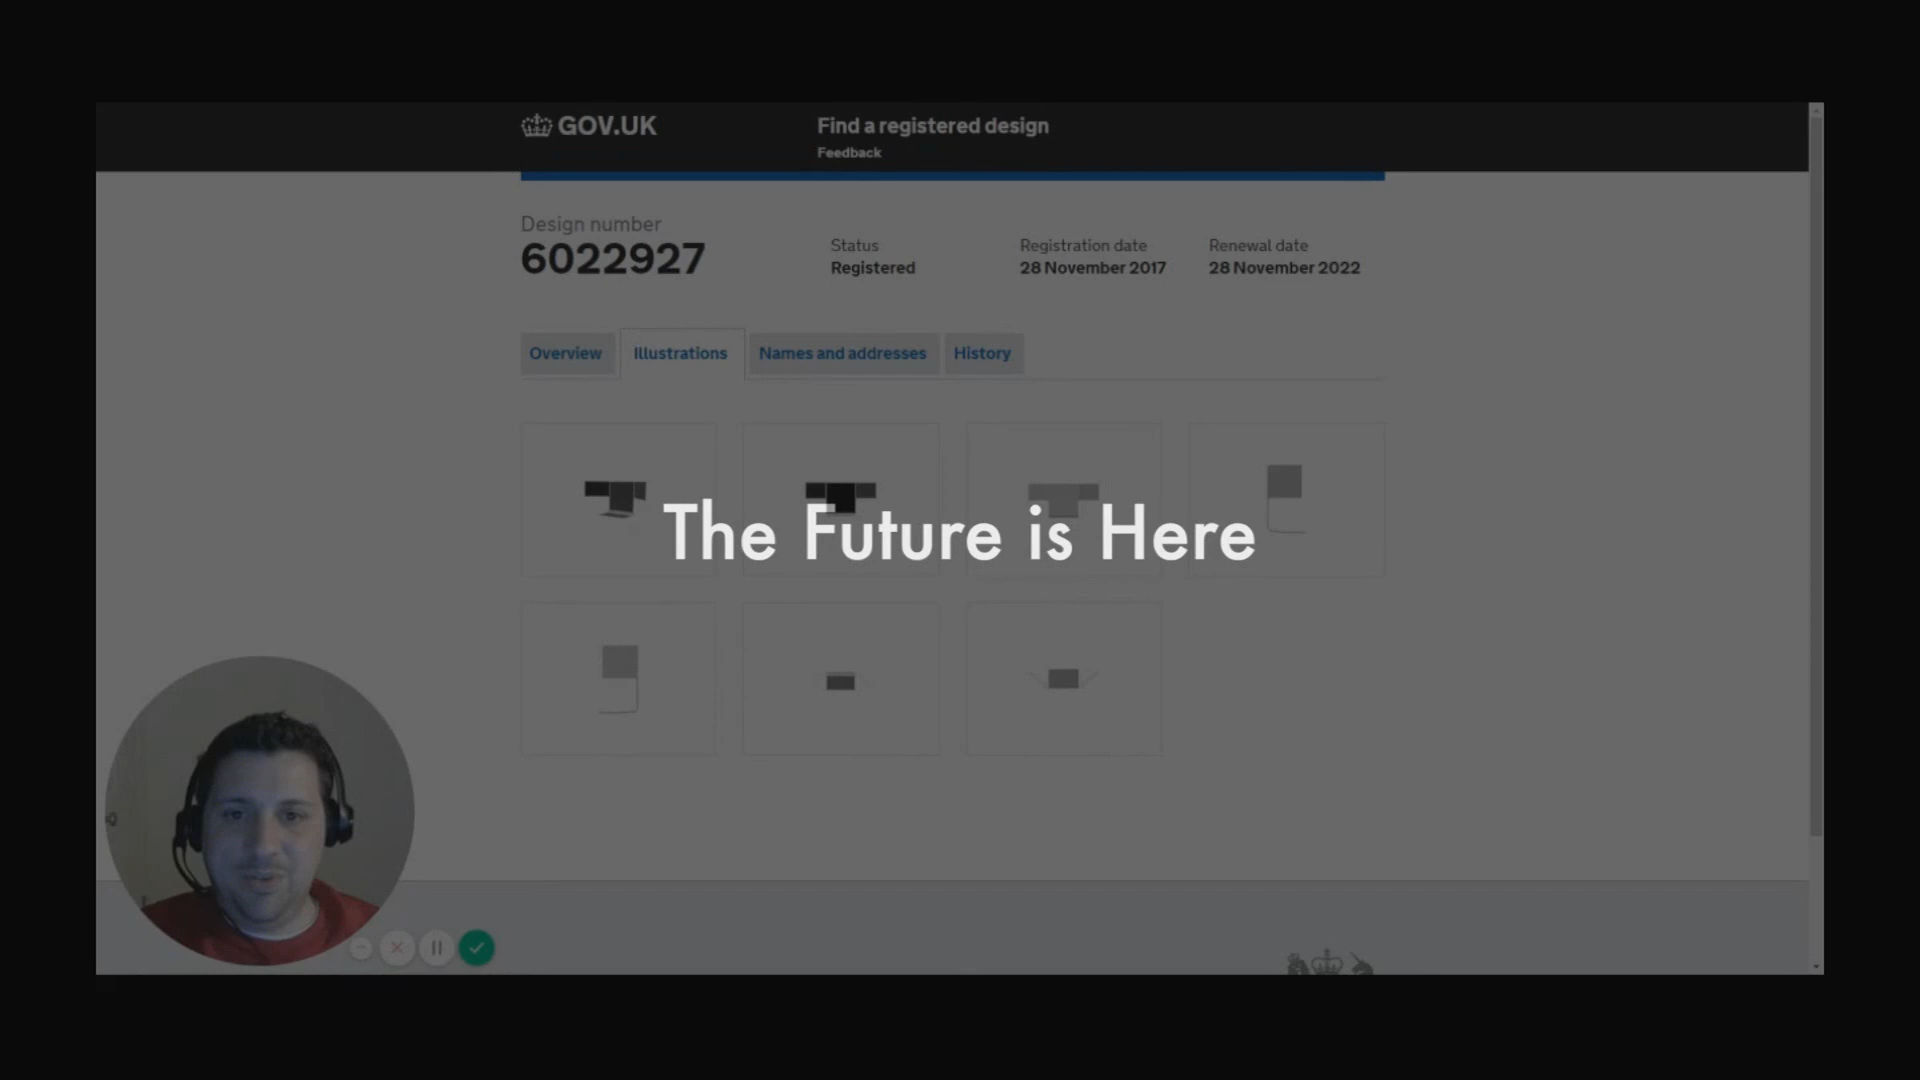 GOV.UK
Find a registered design
Feedback
Design number
6022927
Status
Registered
Registration date
28 November 2017
Renewal date
28 November 2022
Overview
Illustrations
Names and addresses
History
The Future is Here